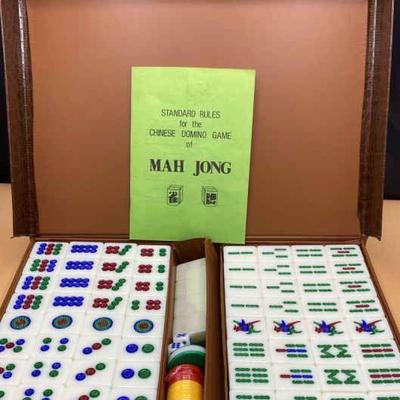 STANDARD RULES
for the
CHINESE DOMINO GAME
of
MAH JONG